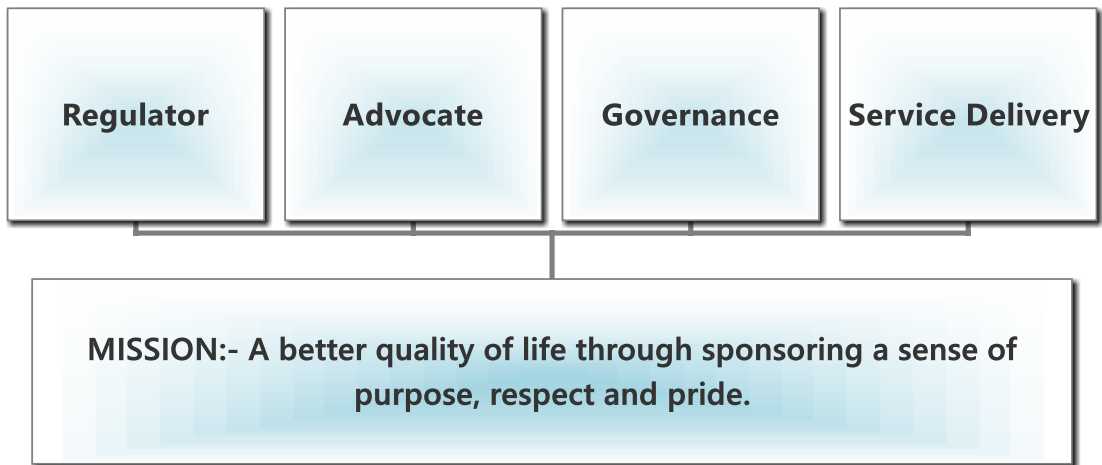 Regulator
Advocate
Governance
Service Delivery
MISSION:- A better quality of life through sponsoring a sense of
purpose, respect and pride.